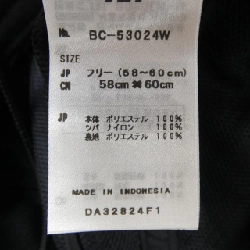 No. BC-53024W
SIZE
JP フリー(58~60cm)
CN 58cm※60cm
JP 本体 ポリエステル 100%
ツバ ナイロン 100%
裏地 ポリエステル 100%
MADE IN INDONESIA
DA32824F1